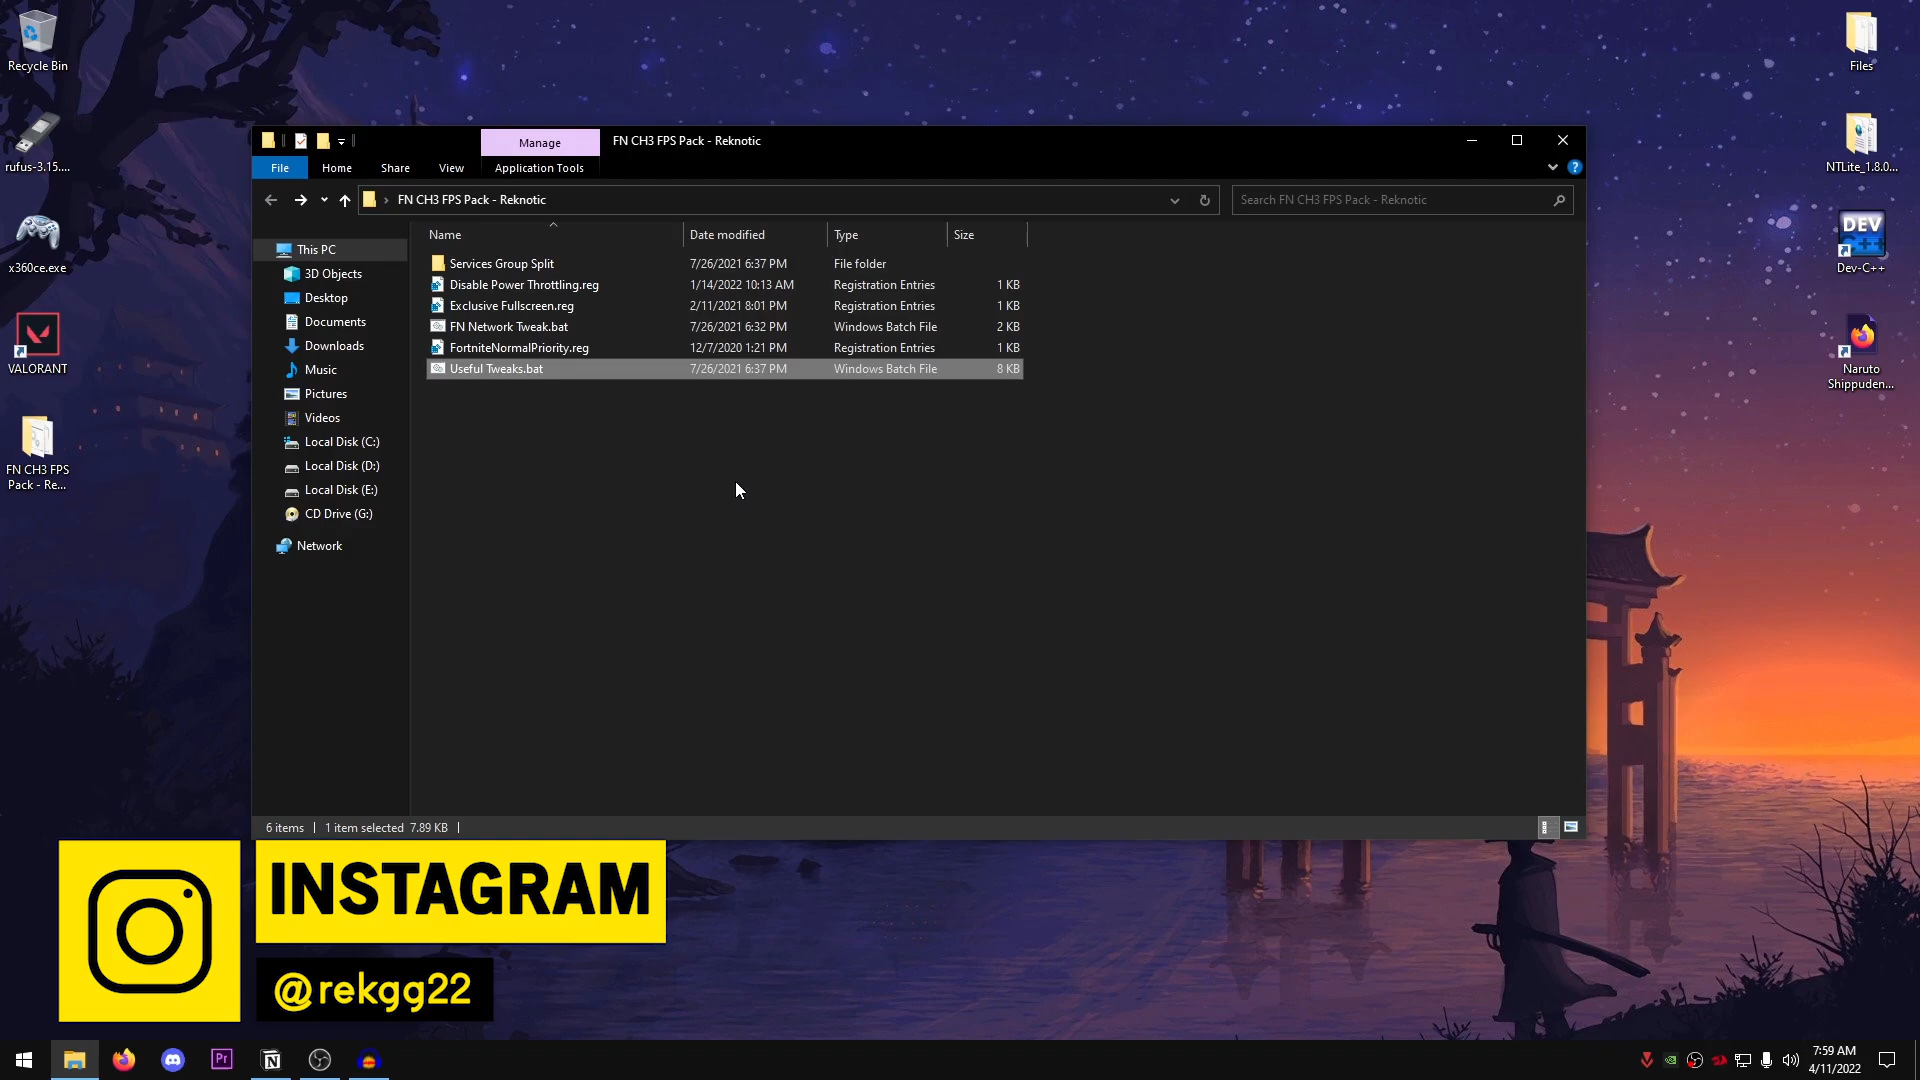 Recycle Bin
rufus-3.15....
x360ce.exe
VALORANT
FN CH3 FPS
Pack - Re...
Files
NTLite_1.8.0...
DEV
C++
Dev-C++
Naruto
Shippuden...
Manage
FN CH3 FPS Pack - Reknotic
File
Home
Share
View
Application Tools
FN CH3 FPS Pack - Reknotic
Search FN CH3 FPS Pack - Reknotic
This PC
3D Objects
Desktop
Documents
Downloads
Music
Pictures
Videos
Local Disk (C:)
Local Disk (D:)
Local Disk (E:)
CD Drive (G:)
Network
Name Date modified Type Size
Services Group Split 7/26/2021 6:37 PM File folder
Disable Power Throttling.reg 1/14/2022 10:13 AM Registration Entries 1 KB
Exclusive Fullscreen.reg 2/11/2021 8:01 PM Registration Entries 1 KB
FN Network Tweak.bat 7/26/2021 6:32 PM Windows Batch File 2 KB
FortniteNormalPriority.reg 12/7/2020 1:21 PM Registration Entries 1 KB
Useful Tweaks.bat 7/26/2021 6:37 PM Windows Batch File 8 KB
6 items 1 item selected 7.89 KB
INSTAGRAM
@rekgg22
Pr
7:59 AM
4/11/2022